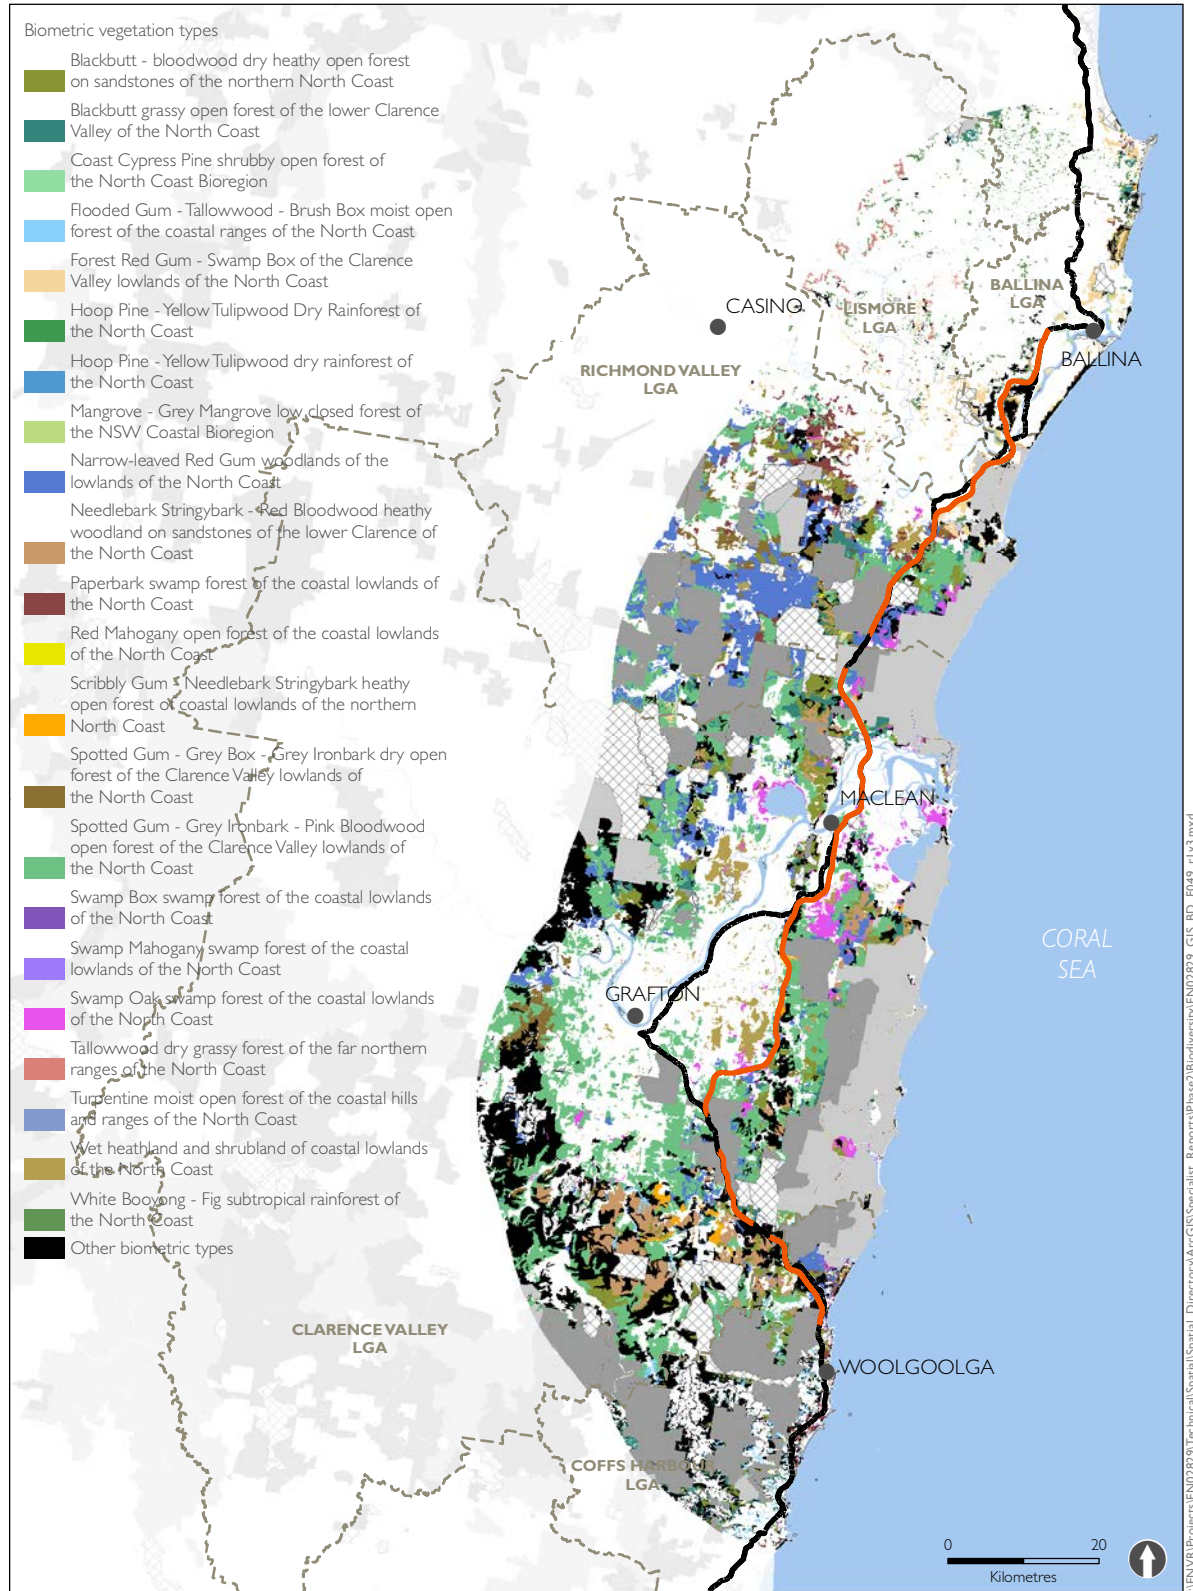 Biometric vegetation types
Blackbutt - bloodwood dry heathy open forest
on sandstones of the northern North Coast
Blackbutt grassy open forest of the lower Clarence
Valley of the North Coast
Coast Cypress Pine shrubby open forest of
the North Coast Bioregion
Flooded Gum - Tallowwood - Brush Box moist open
forest of the coastal ranges of the North Coast
Forest Red Gum - Swamp Box of the Clarence
Valley lowlands of the North Coast
Hoop Pine - Yellow Tulipwood Dry Rainforest of
the North Coast
Hoop Pine - Yellow Tulipwood dry rainforest of
the North Coast
Mangrove - Grey Mangrove low closed forest of
the NSW Coastal Bioregion
Narrow-leaved Red Gum woodlands of the
lowlands of the North Coast
Needlebark Stringybark - Red Bloodwood heathy
woodland on sandstones of the lower Clarence of
the North Coast
Paperbark swamp forest of the coastal lowlands of
the North Coast
Red Mahogany open forest of the coastal lowlands
of the North Coast
Scribbly Gum - Needlebark Stringybark heathy
open forest of coastal lowlands of the northern
North Coast
Spotted Gum - Grey Box - Grey Ironbark dry open
forest of the Clarence Valley lowlands of
the North Coast
Spotted Gum - Grey Ironbark - Pink Bloodwood
open forest of the Clarence Valley lowlands of
the North Coast
Swamp Box swamp forest of the coastal lowlands
of the North Coast
Swamp Mahogany swamp forest of the coastal
lowlands of the North Coast
Swamp Oak swamp forest of the coastal lowlands
of the North Coast
Tallowwood dry grassy forest of the far northern
ranges of the North Coast
Turpentine moist open forest of the coastal hills
and ranges of the North Coast
Wet heathland and shrubland of coastal lowlands
of the North Coast
White Booyong - Fig subtropical rainforest of
the North Coast
Other biometric types
CASINO
LISMORE
LGA
BALLINA
LGA
BALLINA
RICHMOND VALLEY
LGA
MACLEAN
CORAL
SEA
GRAFTON
CLARENCE VALLEY
LGA
WOOLGOOLGA
COFFS HARBOUR
LGA
0 20
Kilometres
\ENVR\Projects\EN02829\Technical\Spatial\Spatial_Directory\ArcGIS\Specialist_Reports\Phase2\Biodiversity\EN02829_GIS_BD_F049_r1v3.mxd